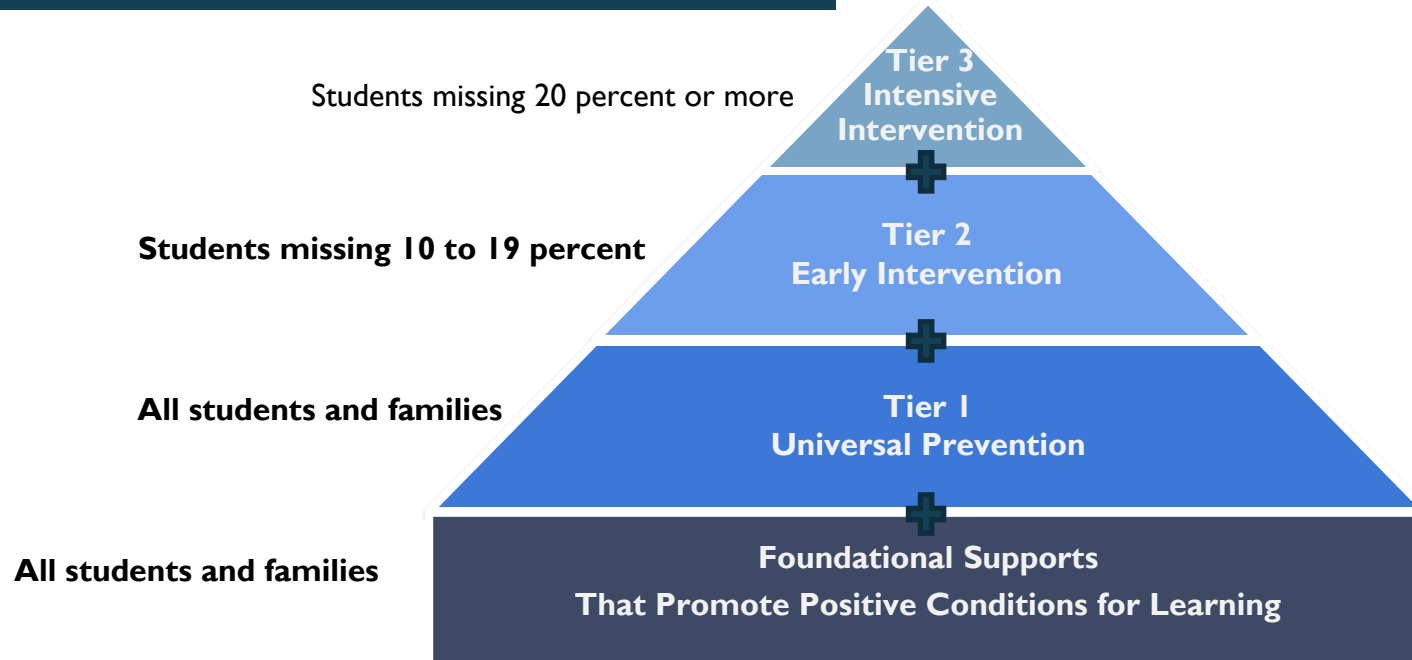 Students missing 20 percent or more
Tier 3
Intensive
Intervention
Students missing 10 to 19 percent
Tier 2
Early Intervention
All students and families
Tier 1
Universal Prevention
All students and families
Foundational Supports
That Promote Positive Conditions for Learning